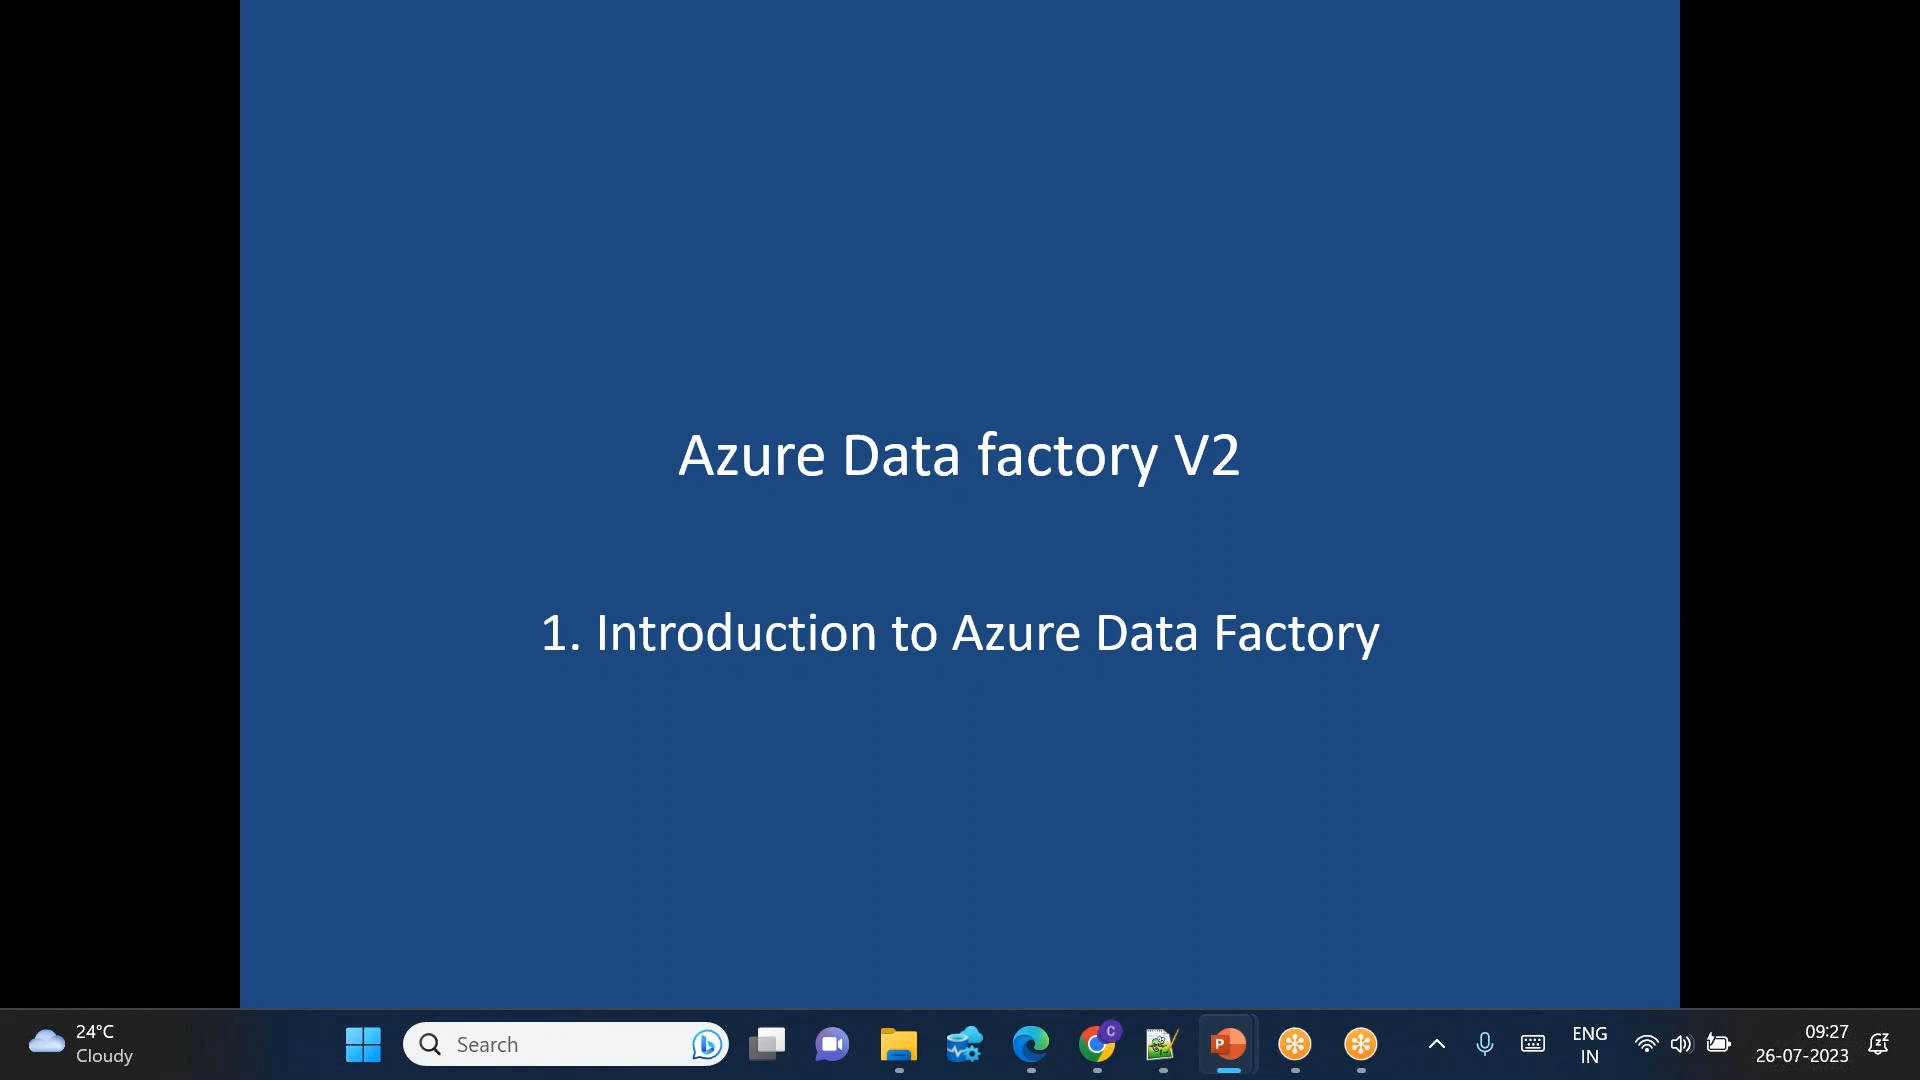 Azure Data factory V2
1. Introduction to Azure Data Factory
24°C
Cloudy
Search
C
P
ENG
IN
09:27
26-07-2023